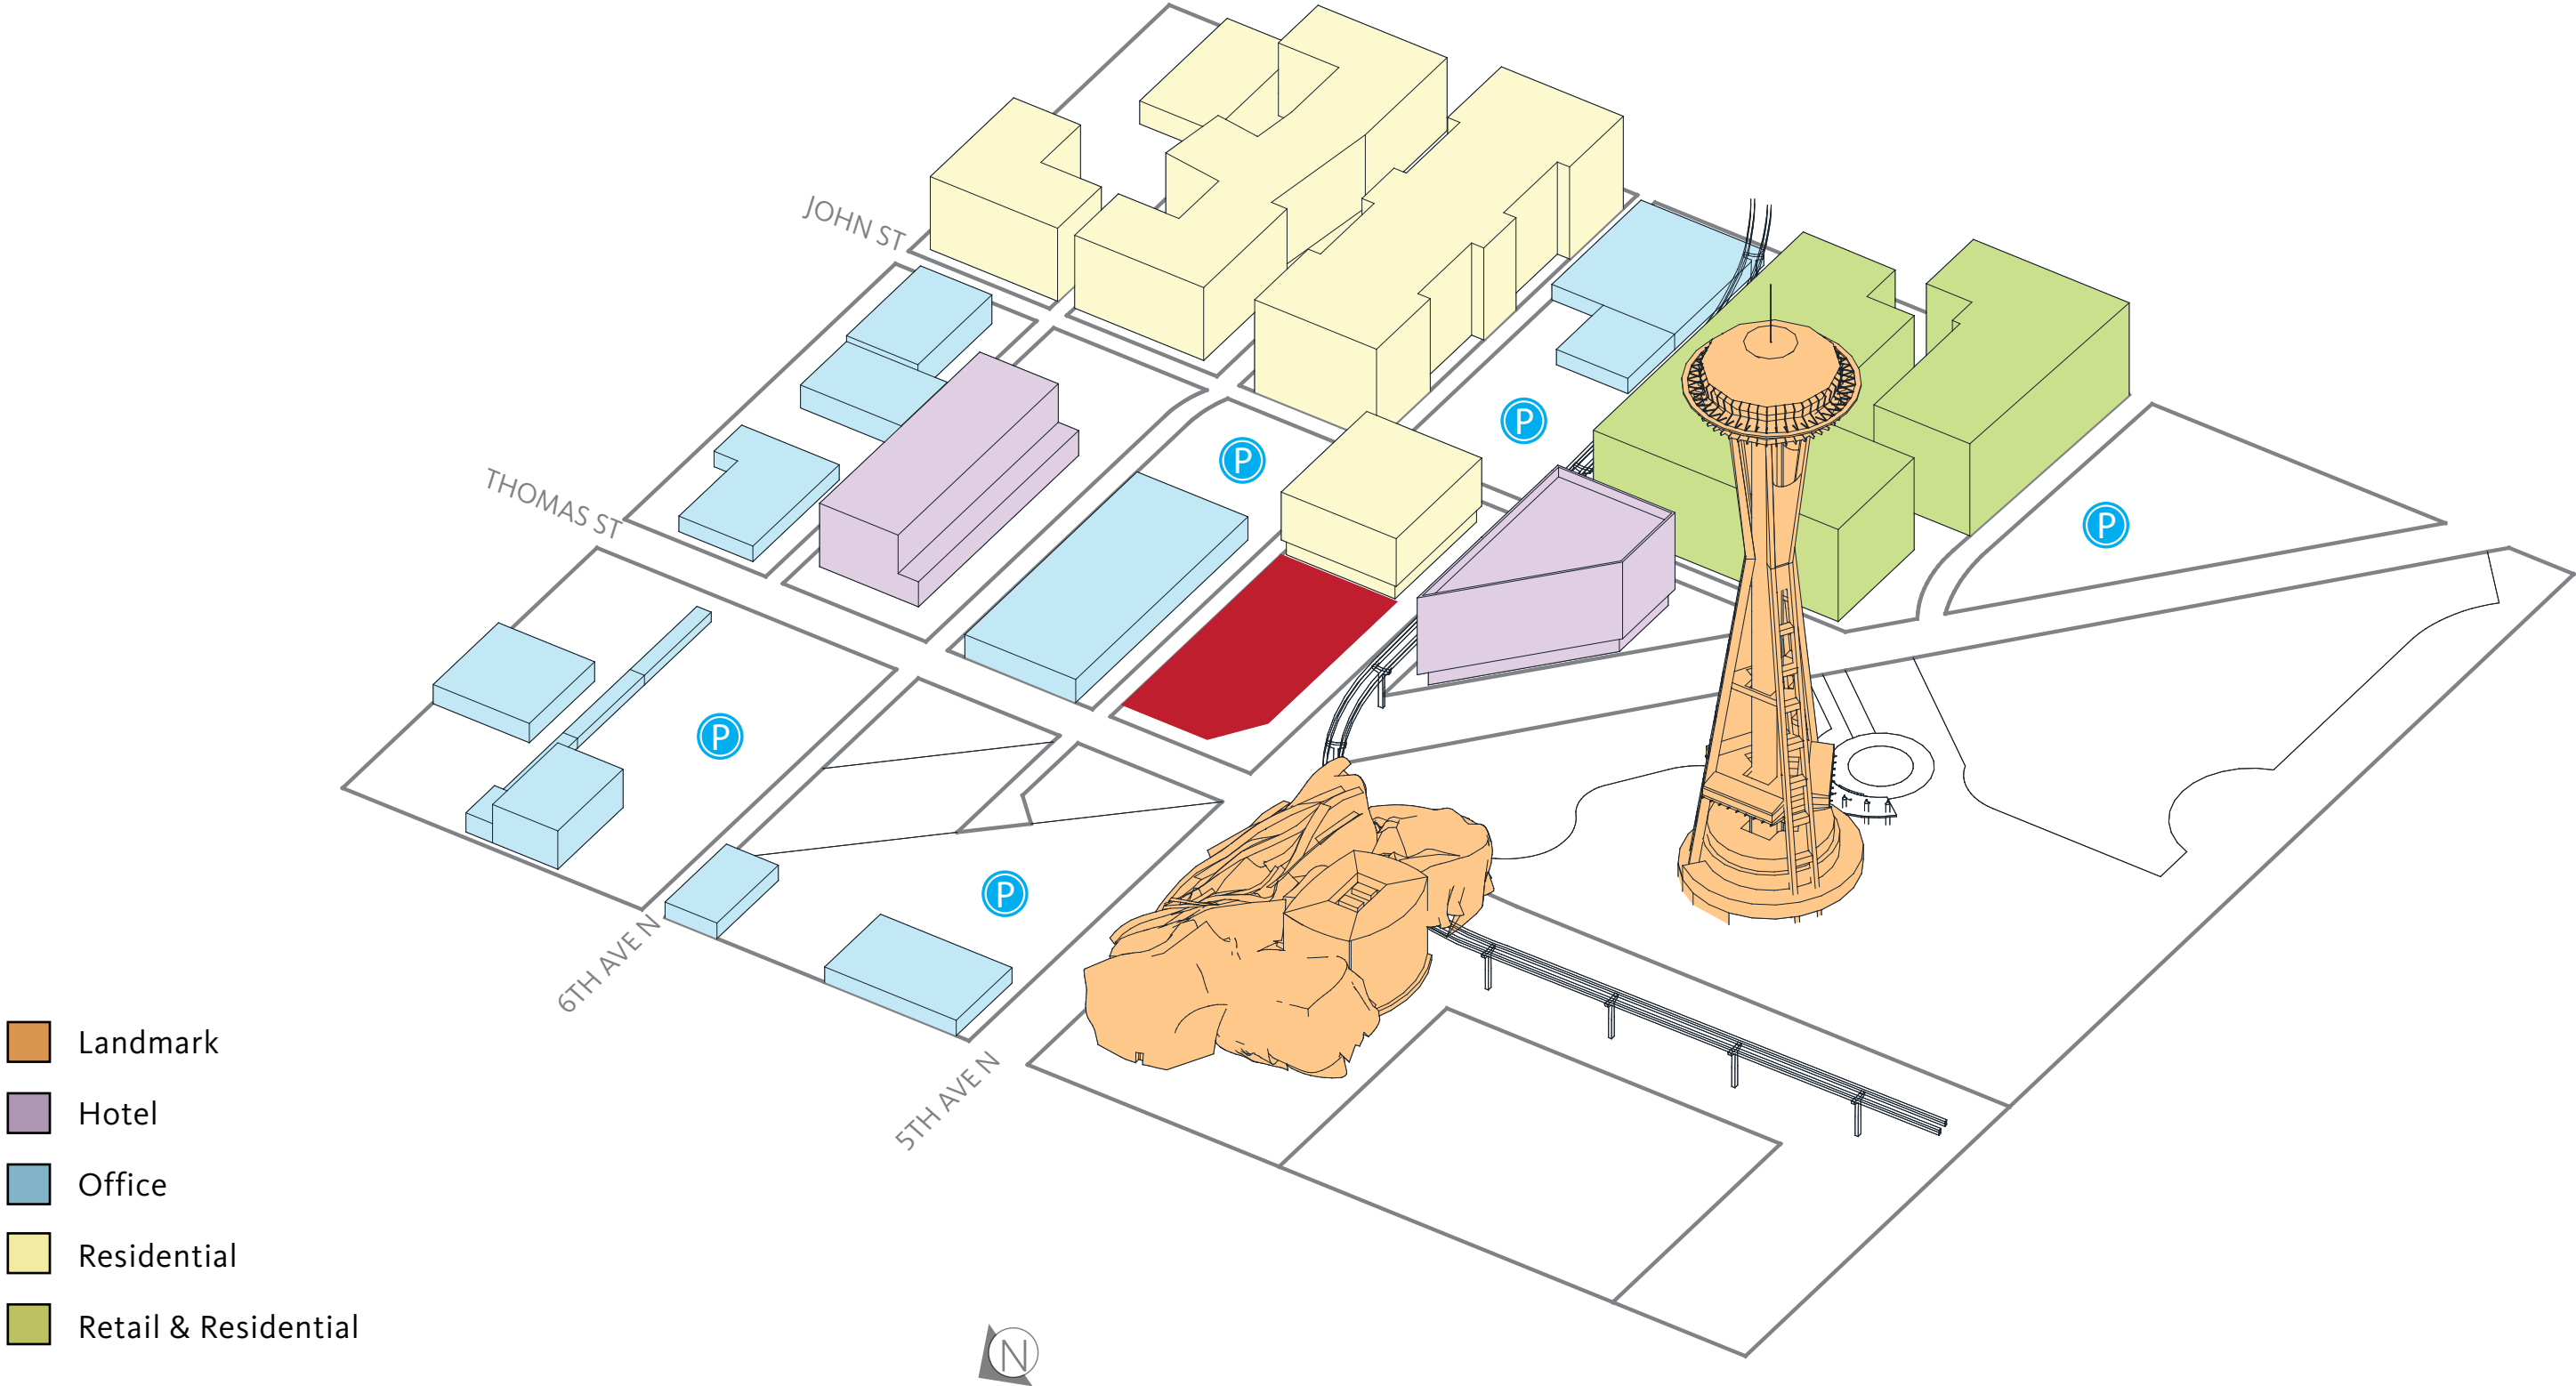 JOHN ST
P
P
THOMAS ST
P
P
P
6TH AVE N
5TH AVE N
Landmark
Hotel
Office
Residential
Retail & Residential
N